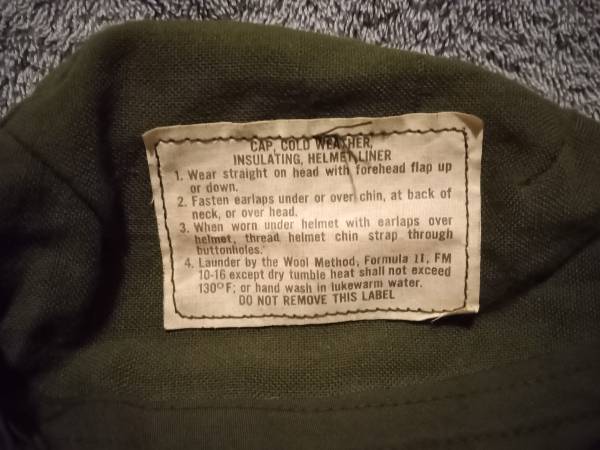 CAP, COLD WEATHER,
INSULATING, HELMET LINER
1. Wear straight on head with forehead flap up
or down.
2. Fasten earlaps under or over chin, at back of
neck, or over head.
3. When worn under helmet with earlaps over
helmet, thread helmet chin strap through
buttonholes.
4. Launder by the Wool Method, Formula II, FM
10-16 except dry tumble heat shall not exceed
130°F; or hand wash in lukewarm water.
DO NOT REMOVE THIS LABEL